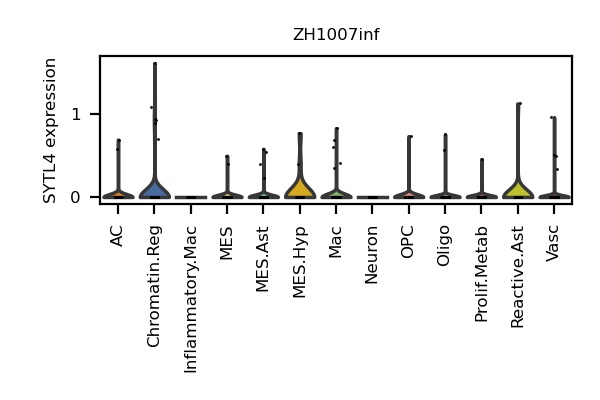 ZH1007inf
SYTL4 expression
1
0
AC
Chromatin.Reg
Inflammatory.Mac
MES
MES.Ast
MES.Hyp
Mac
Neuron
OPC
Oligo
Prolif.Metab
Reactive.Ast
Vasc